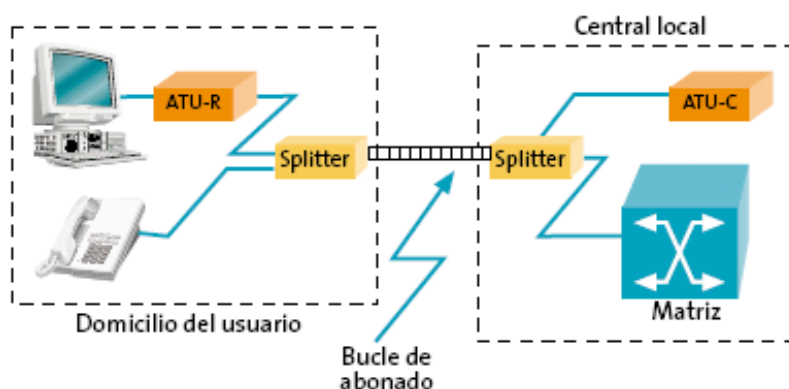 Central local
ATU-R
ATU-C
Splitter
Splitter
Matriz
Domicilio del usuario
Bucle de
abonado